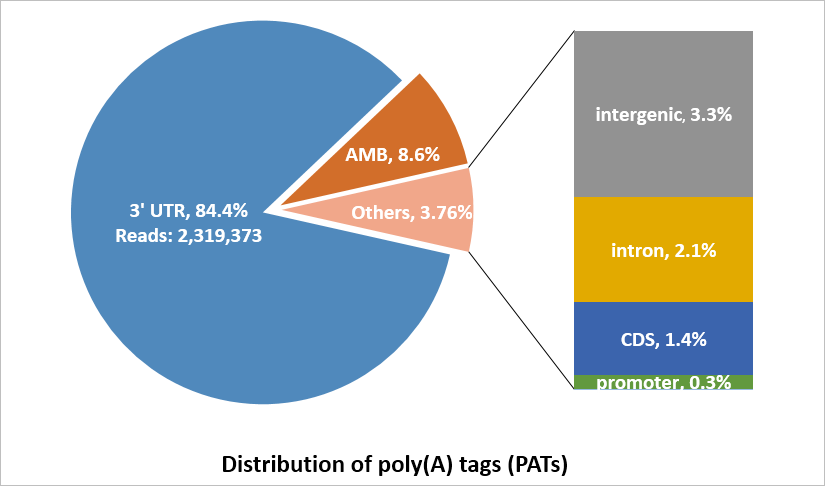 3' UTR, 84.4%
Reads: 2,319,373
AMB, 8.6%
Others, 3.76%
intergenic, 3.3%
intron, 2.1%
CDS, 1.4%
promoter, 0.3%
Distribution of poly(A) tags (PATs)